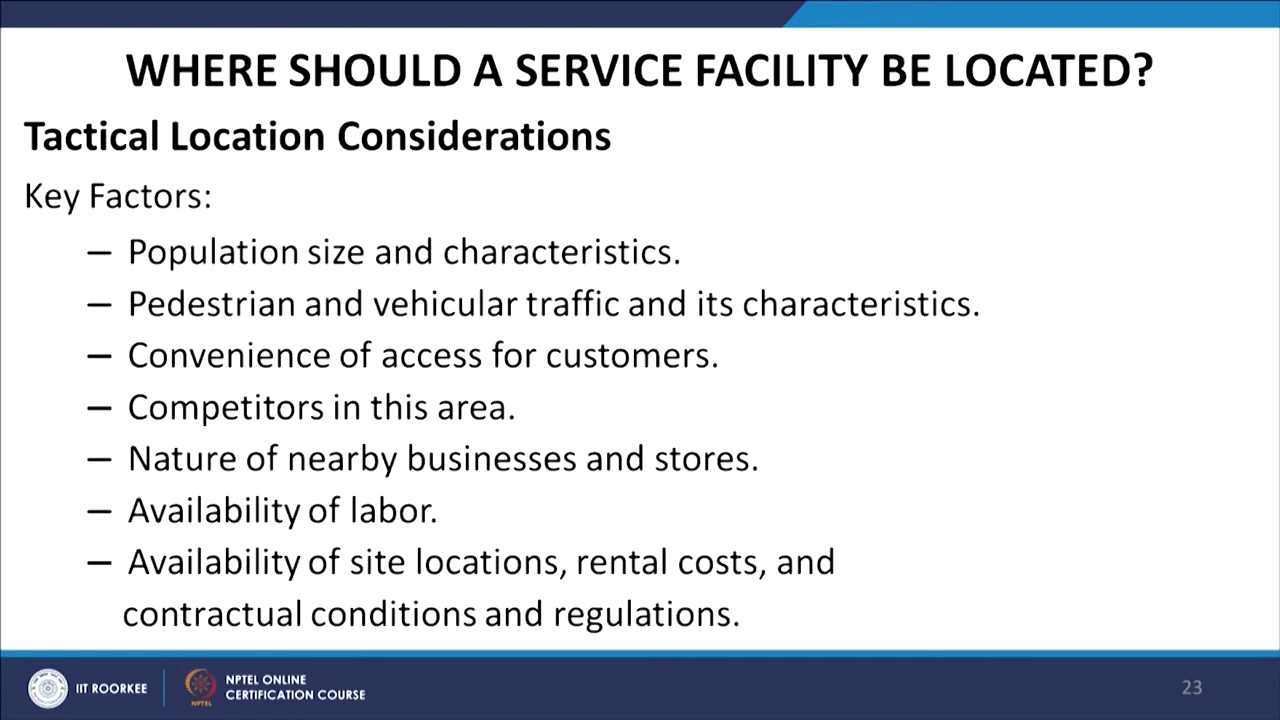 WHERE SHOULD A SERVICE FACILITY BE LOCATED?
Tactical Location Considerations
Key Factors:
– Population size and characteristics.
– Pedestrian and vehicular traffic and its characteristics.
– Convenience of access for customers.
– Competitors in this area.
– Nature of nearby businesses and stores.
– Availability of labor.
– Availability of site locations, rental costs, and
contractual conditions and regulations.
IIT ROORKEE
NPTEL
NPTEL ONLINE
CERTIFICATION COURSE
23